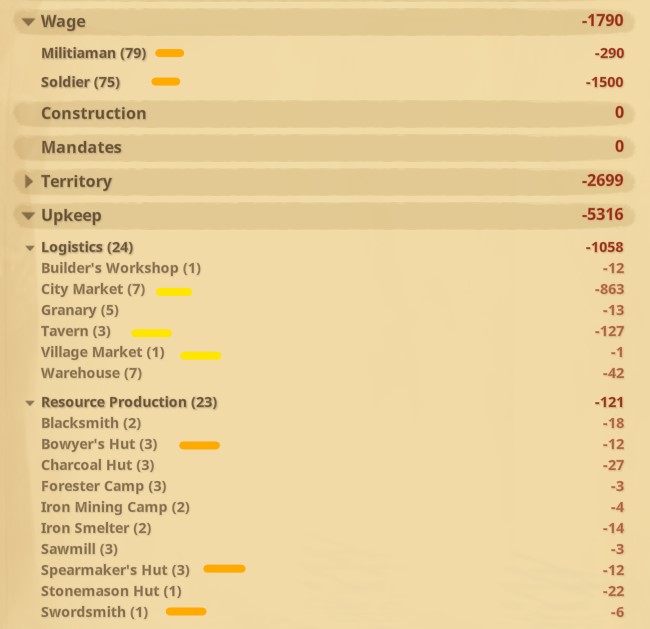 Wage -1790
Militiaman (79) -290
Soldier (75) -1500
Construction 0
Mandates 0
Territory -2699
Upkeep -5316
Logistics (24) -1058
Builder's Workshop (1) -12
City Market (7) -863
Granary (5) -13
Tavern (3) -127
Village Market (1) -1
Warehouse (7) -42
Resource Production (23) -121
Blacksmith (2) -18
Bowyer's Hut (3) -12
Charcoal Hut (3) -27
Forester Camp (3) -3
Iron Mining Camp (2) -4
Iron Smelter (2) -14
Sawmill (3) -3
Spearmaker's Hut (3) -12
Stonemason Hut (1) -22
Swordsmith (1) -6